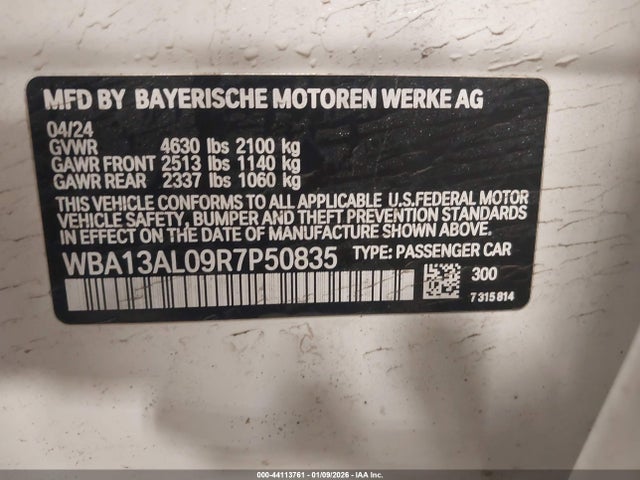 MFD BY BAYERISCHE MOTOREN WERKE AG
04/24
GVWR 4630 lbs 2100 kg
GAWR FRONT 2513 lbs 1140 kg
GAWR REAR 2337 lbs 1060 kg
THIS VEHICLE CONFORMS TO ALL APPLICABLE U.S.FEDERAL MOTOR
VEHICLE SAFETY, BUMPER AND THEFT PREVENTION STANDARDS
IN EFFECT ON THE DATE OF MANUFACTURE SHOWN ABOVE.
WBA13AL09R7P50835 TYPE: PASSENGER CAR
300
7 315 814
000-44113761 - 01/09/2026 - IAA Inc.